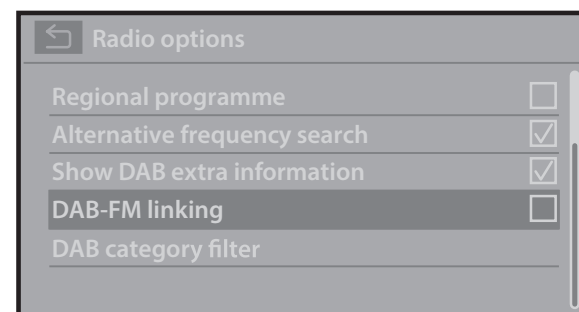 Radio options
Regional programme
Alternative frequency search
Show DAB extra information
DAB-FM linking
DAB category filter